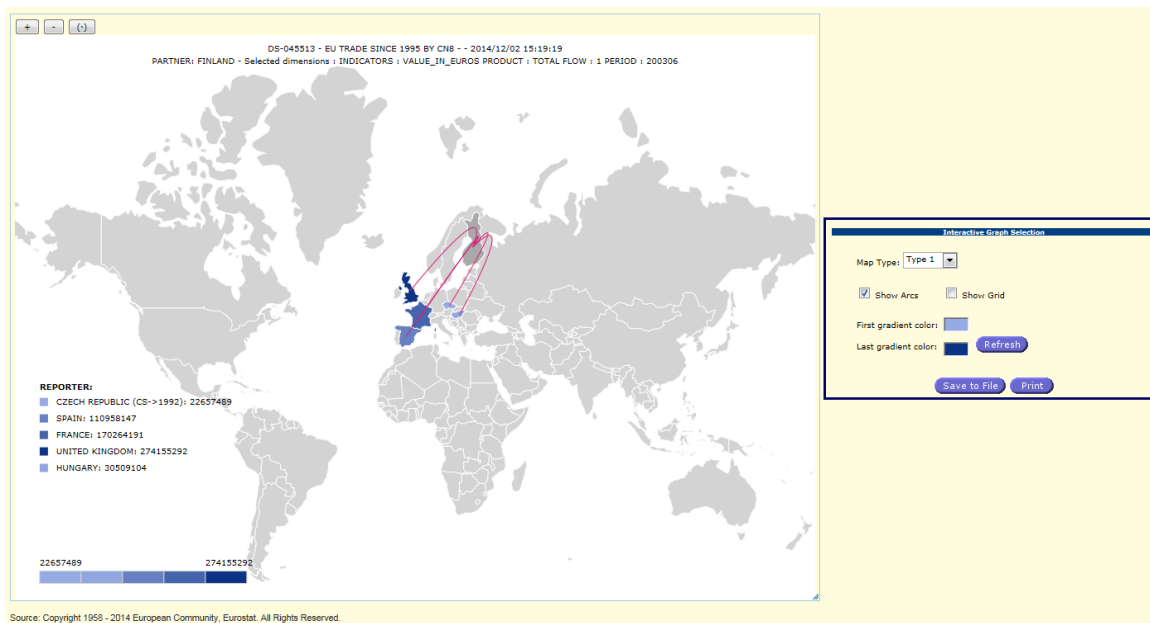 + - (·)
DS-045513 - EU TRADE SINCE 1995 BY CN8 - - 2014/12/02 15:19:19
PARTNER: FINLAND - Selected dimensions : INDICATORS : VALUE_IN_EUROS PRODUCT : TOTAL FLOW : 1 PERIOD : 200306
REPORTER:
CZECH REPUBLIC (CS->1992): 22657489
SPAIN: 110958147
FRANCE: 170264191
UNITED KINGDOM: 274155292
HUNGARY: 30509104
22657489 274155292
Interactive Graph Selection
Map Type: Type 1
Show Arcs Show Grid
First gradient color:
Last gradient color: Refresh
Save to File Print
Source: Copyright 1958 - 2014 European Community, Eurostat. All Rights Reserved.